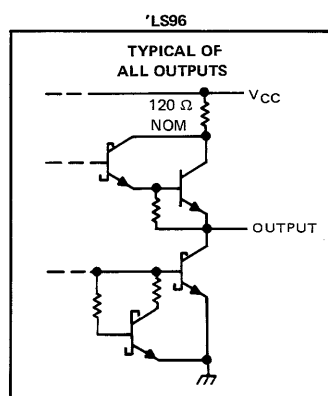 'LS96
TYPICAL OF
ALL OUTPUTS
VCC
120 Ω
NOM
OUTPUT